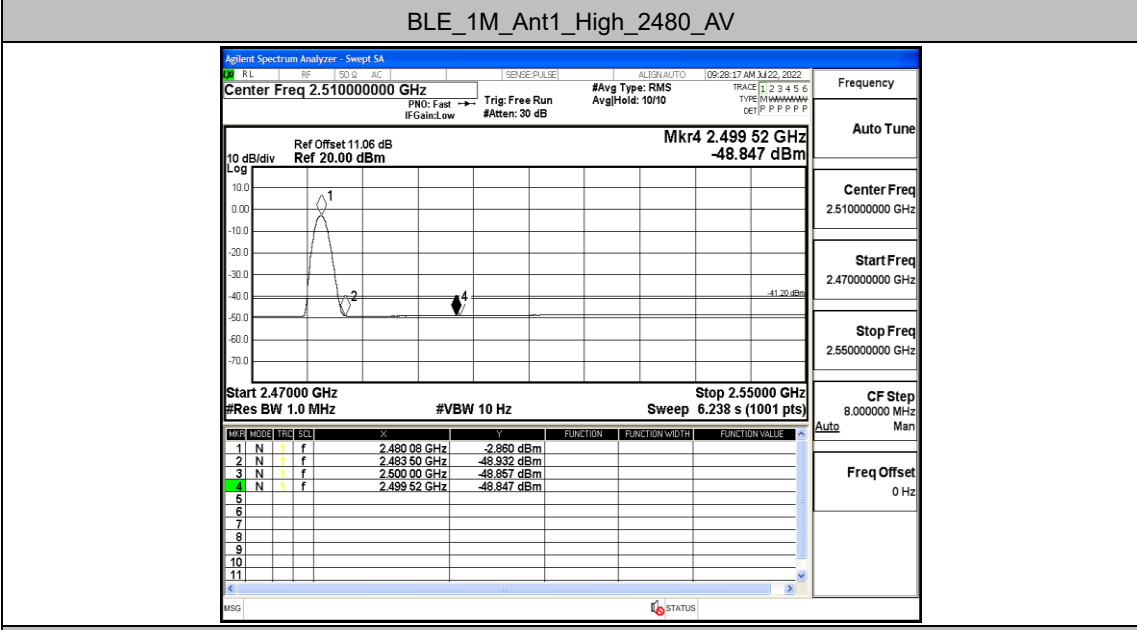 BLE_1M_Ant1_High_2480_AV
Agilent Spectrum Analyzer - Swept SA
RL RF 50 Ω AC SENSE:PULSE ALIGN AUTO 09:28:17 AM Jul 22, 2022
Center Freq 2.510000000 GHz
PNO: Fast
IFGain:Low
Trig: Free Run
#Atten: 30 dB
#Avg Type: RMS
Avg|Hold: 10/10
TRACE 1 2 3 4 5 6
TYPE M WWWWW
DET P P P P P P
Frequency
Auto Tune
Center Freq
2.510000000 GHz
Start Freq
2.470000000 GHz
Stop Freq
2.550000000 GHz
CF Step
8.000000 MHz
Auto Man
Freq Offset
0 Hz
Mkr4 2.499 52 GHz
-48.847 dBm
Ref Offset 11.06 dB
10 dB/div Ref 20.00 dBm
Log
10.0
0.00
-10.0
-20.0
-30.0
-40.0
-50.0
-60.0
-70.0
1
2
4
-41.20 dBm
Start 2.47000 GHz Stop 2.55000 GHz
#Res BW 1.0 MHz #VBW 10 Hz Sweep 6.238 s (1001 pts)
MKR MODE TRC SCL X Y FUNCTION FUNCTION WIDTH FUNCTION VALUE
1 N 1 f 2.480 08 GHz -2.860 dBm
2 N 1 f 2.483 50 GHz -48.932 dBm
3 N 1 f 2.500 00 GHz -48.857 dBm
4 N 1 f 2.499 52 GHz -48.847 dBm
5
6
7
8
9
10
11
MSG STATUS